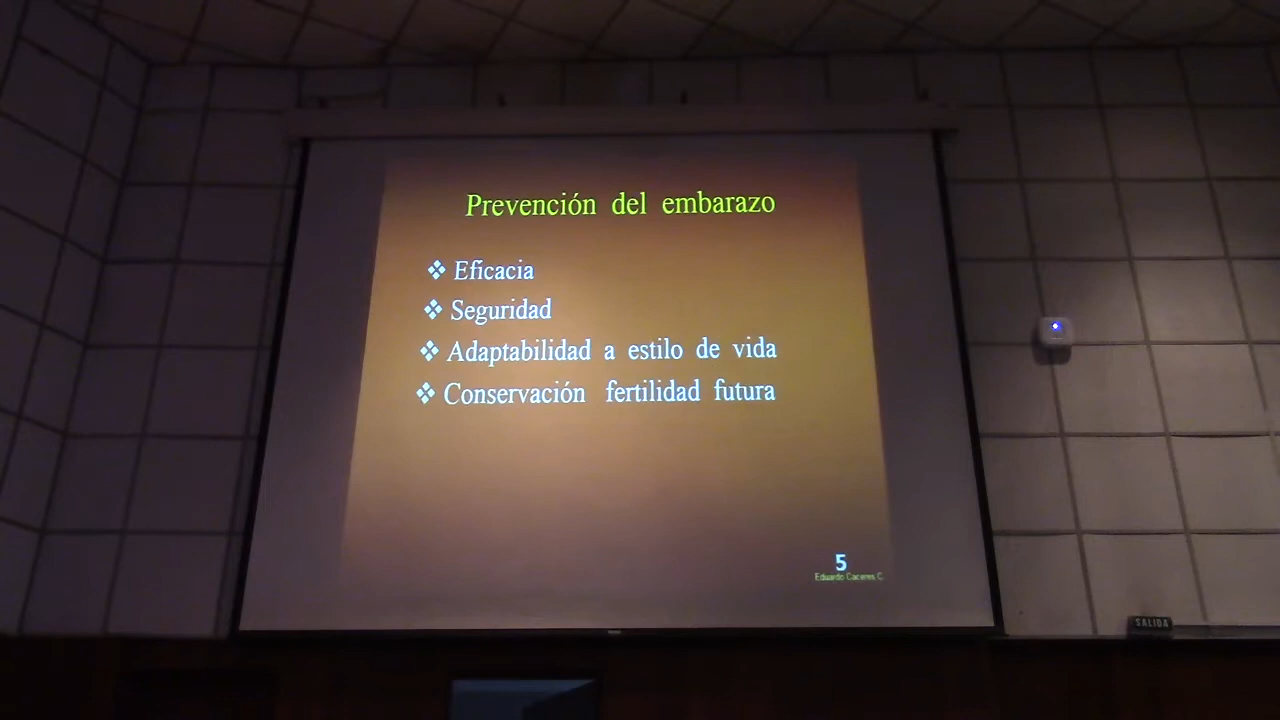 Prevención del embarazo
❖ Eficacia
❖ Seguridad
❖ Adaptabilidad a estilo de vida
❖ Conservación fertilidad futura
5
Eduardo Caceres C
SALIDA